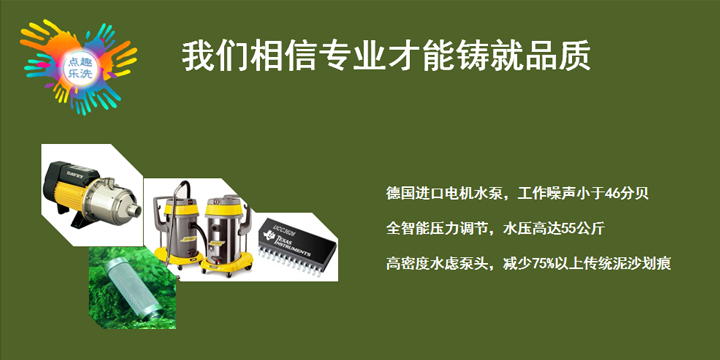 点趣
乐洗
我们相信专业才能铸就品质
德国进口电机水泵，工作噪声小于46分贝
全智能压力调节，水压高达55公斤
高密度水虑泵头，减少75%以上传统泥沙划痕
TEXAS
INSTRUMENTS